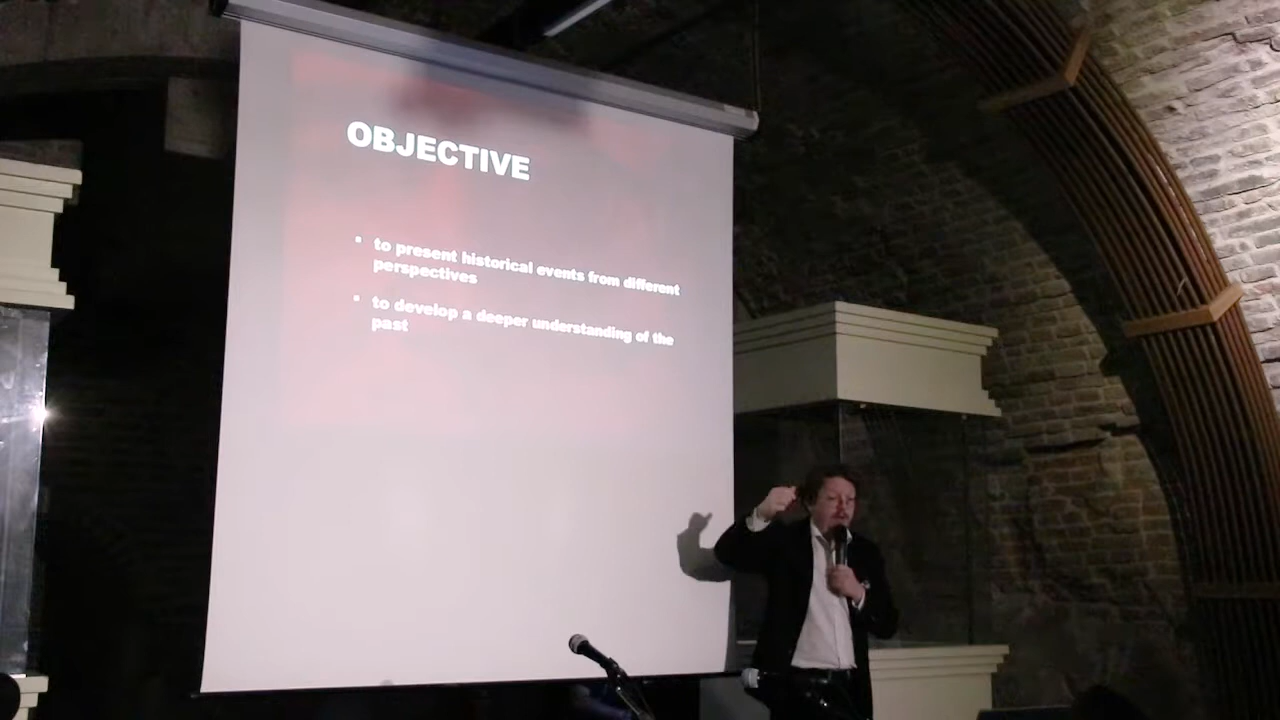 OBJECTIVE
▪ to present historical events from different
perspectives
▪ to develop a deeper understanding of the
past